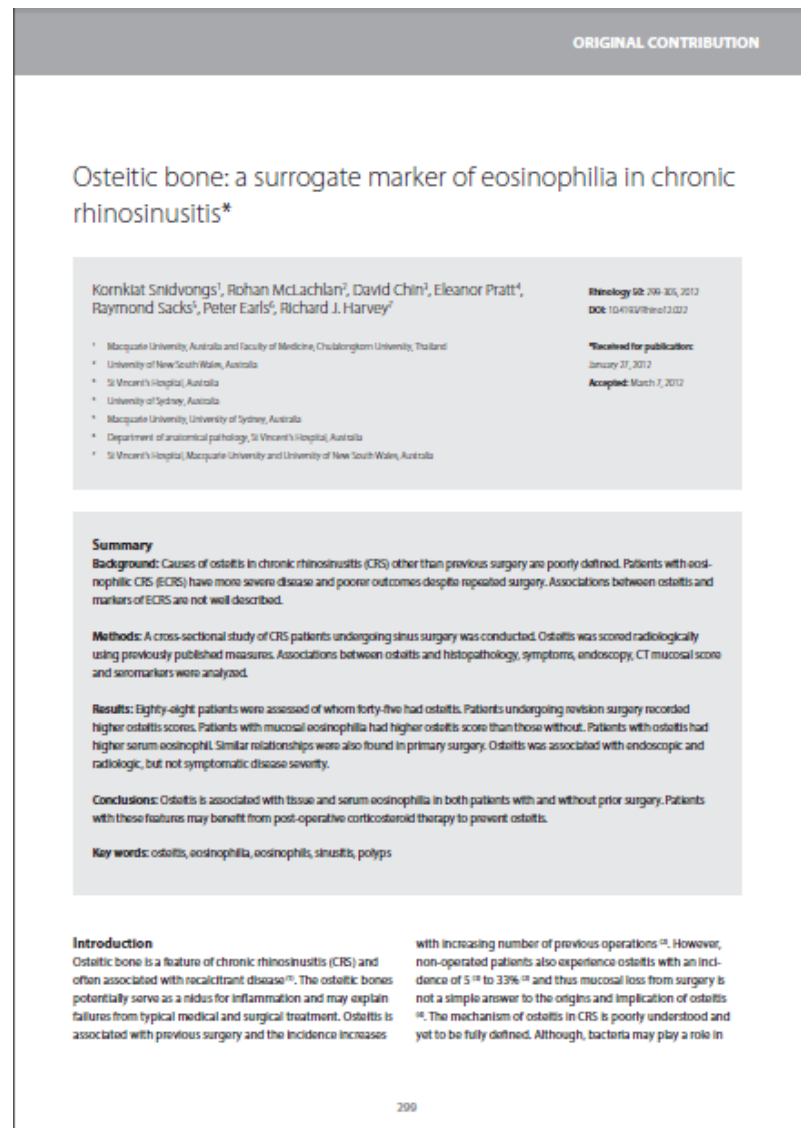 ORIGINAL CONTRIBUTION
Osteitic bone: a surrogate marker of eosinophilia in chronic
rhinosinusitis*
Kornkiat Snidvongs¹, Rohan McLachlan², David Chin³, Eleanor Pratt⁴,
Raymond Sacks⁵, Peter Earls⁶, Richard J. Harvey⁷
Rhinology 50: 299-305, 2012
DOI: 10.4193/Rhino12.022
*Received for publication:
January 27, 2012
Accepted: March 7, 2012
Macquarie University, Australia and Faculty of Medicine, Chulalongkorn University, Thailand
University of New South Wales, Australia
St Vincent's Hospital, Australia
University of Sydney, Australia
Macquarie University, University of Sydney, Australia
Department of anatomical pathology, St Vincent's Hospital, Australia
St Vincent's Hospital, Macquarie University and University of New South Wales, Australia
Summary
Background: Causes of osteitis in chronic rhinosinusitis (CRS) other than previous surgery are poorly defined. Patients with eosi-
nophilic CRS (ECRS) have more severe disease and poorer outcomes despite repeated surgery. Associations between osteitis and
markers of ECRS are not well described.
Methods: A cross-sectional study of CRS patients undergoing sinus surgery was conducted. Osteitis was scored radiologically
using previously published measures. Associations between osteitis and histopathology, symptoms, endoscopy, CT mucosal score
and seromarkers were analyzed.
Results: Eighty-eight patients were assessed of whom forty-five had osteitis. Patients undergoing revision surgery recorded
higher osteitis scores. Patients with mucosal eosinophilia had higher osteitis score than those without. Patients with osteitis had
higher serum eosinophil. Similar relationships were also found in primary surgery. Osteitis was associated with endoscopic and
radiologic, but not symptomatic disease severity.
Conclusions: Osteitis is associated with tissue and serum eosinophilia in both patients with and without prior surgery. Patients
with these features may benefit from post-operative corticosteroid therapy to prevent osteitis.
Key words: osteitis, eosinophilia, eosinophils, sinusitis, polyps
Introduction
Osteitic bone is a feature of chronic rhinosinusitis (CRS) and
often associated with recalcitrant disease. The osteitic bones
potentially serve as a nidus for inflammation and may explain
failures from typical medical and surgical treatment. Osteitis is
associated with previous surgery and the incidence increases
with increasing number of previous operations. However,
non-operated patients also experience osteitis with an inci-
dence of 5 to 33% and thus mucosal loss from surgery is
not a simple answer to the origins and implication of osteitis
. The mechanism of osteitis in CRS is poorly understood and
yet to be fully defined. Although, bacteria may play a role in
299